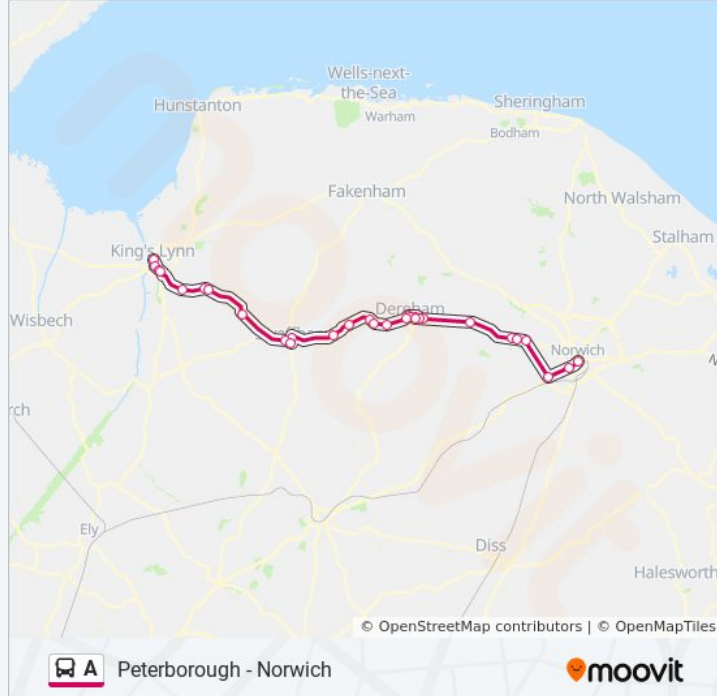 Wells-next-
the-Sea
Hunstanton
Sheringham
Warham
Bodham
Fakenham
North Walsham
Stalham
King's Lynn
Dereham
Wisbech
Norwich
rch
Ely
Diss
Halesworth
© OpenStreetMap contributors | © OpenMapTiles
A Peterborough - Norwich
moovit